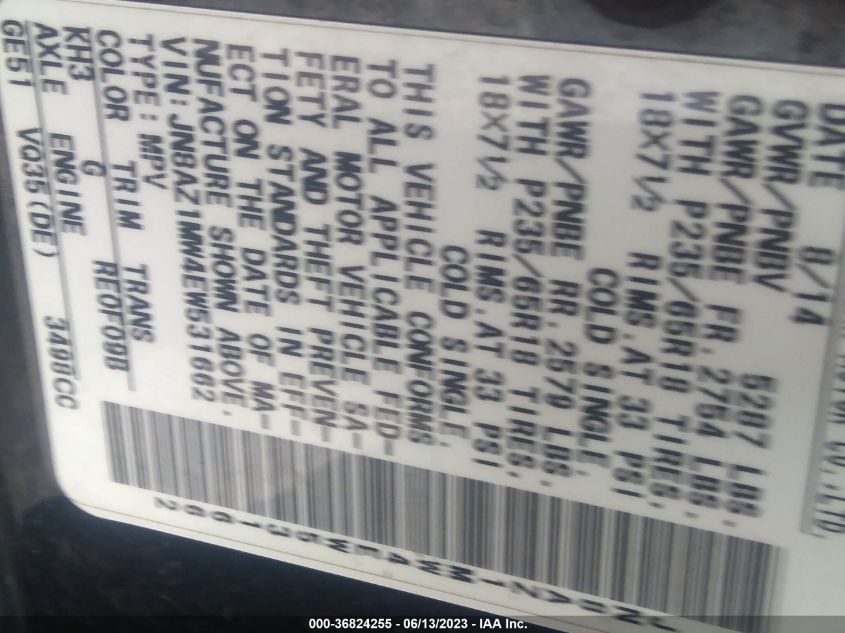 CO.,LTD.
DATE 8/14
GVWR/PNBV 5287 LBS.
GAWR/PNBE FR. 2754 LBS.
WITH P235/65R18 TIRES,
18X7½ RIMS.AT 33 PSI
COLD SINGLE.
GAWR/PNBE RR. 2579 LBS.
WITH P235/65R18 TIRES,
18X7½ RIMS.AT 33 PSI
COLD SINGLE.
THIS VEHICLE CONFORMS
TO ALL APPLICABLE FED-
ERAL MOTOR VEHICLE SA-
FETY AND THEFT PREVEN-
TION STANDARDS IN EFF-
ECT ON THE DATE OF MA-
NUFACTURE SHOWN ABOVE.
VIN:JN8AZ1MW4EW531662
TYPE:MPV
COLOR TRIM TRANS
KH3 G RE0F09B
AXLE ENGINE
GE51 VQ35(DE) 3498CC
JN8AZ1MW4EW531662
000-36824255 - 06/13/2023 - IAA Inc.